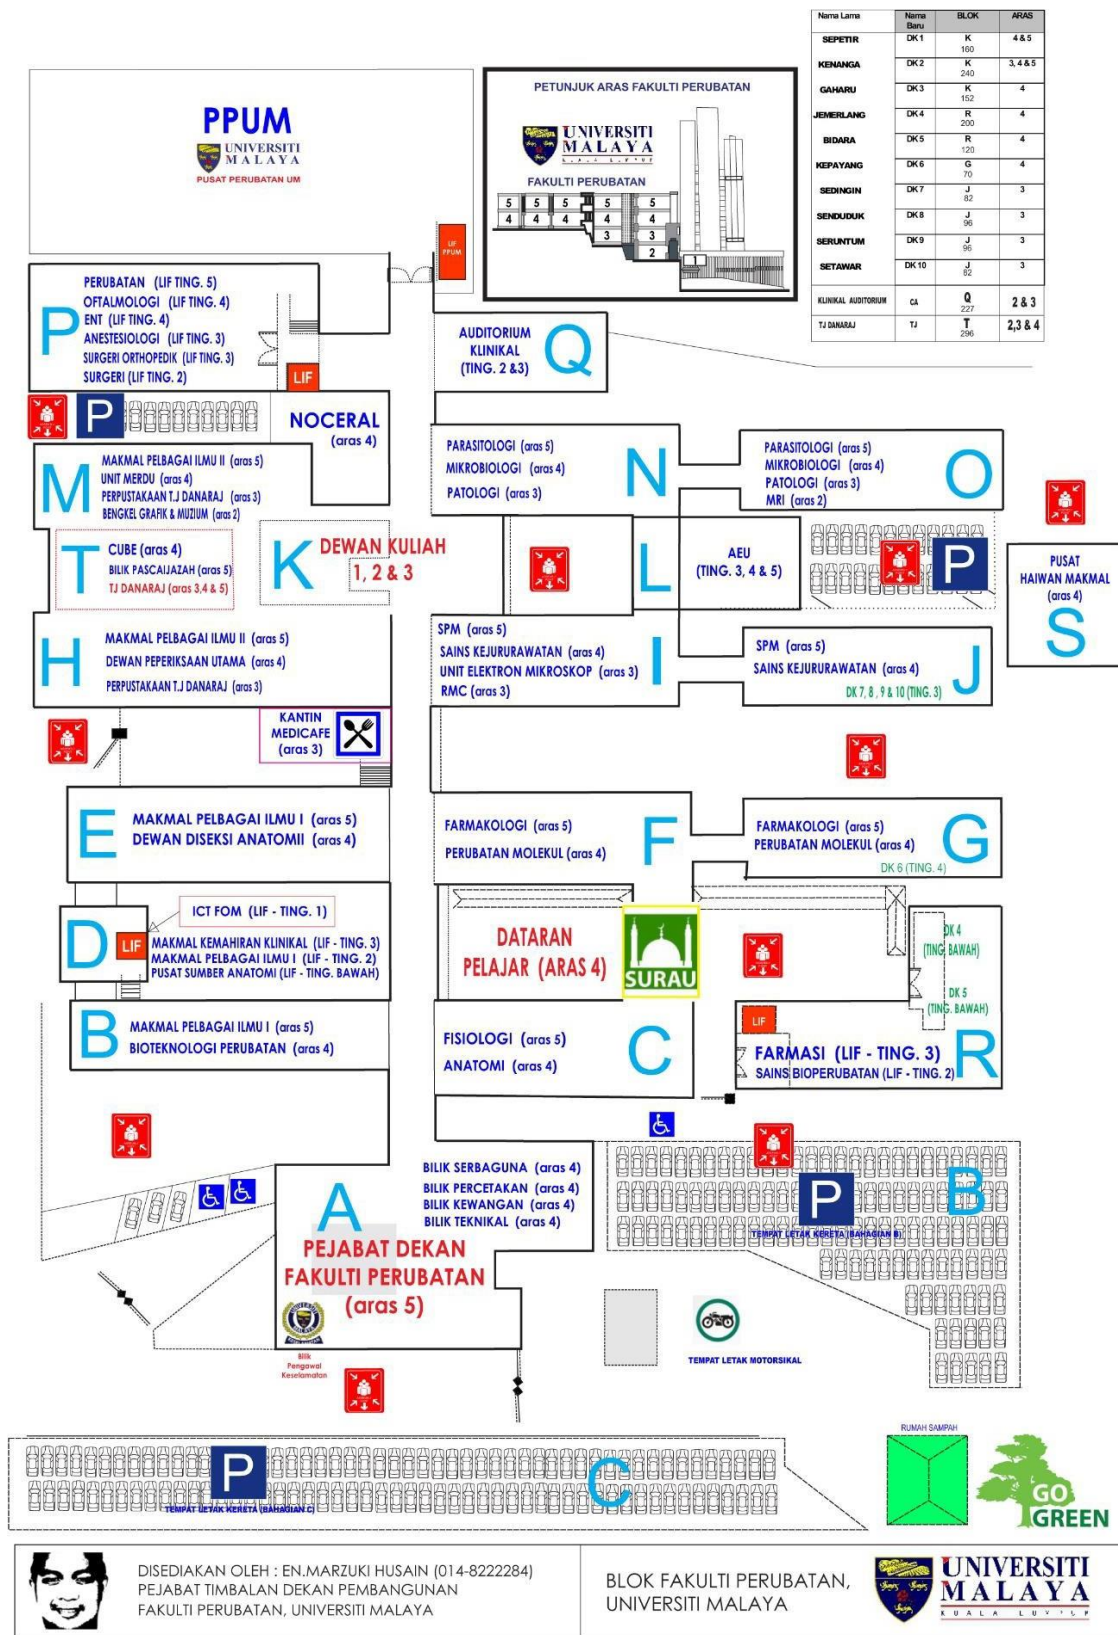 Nama Lama Nama Baru BLOK ARAS
SEPETIR DK 1 K 160 4 & 5
KENANGA DK 2 K 240 3, 4 & 5
GAHARU DK 3 K 152 4
JEMERLANG DK 4 R 200 4
BIDARA DK 5 R 120 4
KEPAYANG DK 6 G 70 4
SEDINGIN DK 7 J 82 3
SENDUDUK DK 8 J 96 3
SERUNTUM DK 9 J 96 3
SETAWAR DK 10 J 82 3
KLINIKAL AUDITORIUM CA Q 227 2 & 3
TJ DANARAJ TJ T 296 2,3 & 4
PPUM
UNIVERSITI
MALAYA
PUSAT PERUBATAN UM
PETUNJUK ARAS FAKULTI PERUBATAN
UNIVERSITI
MALAYA
KUALA LUMPUR
FAKULTI PERUBATAN
5 5 5 5 5
4 4 4 4 4
3 3
2
1
LIF
PPUM
P
PERUBATAN (LIF TING. 5)
OFTALMOLOGI (LIF TING. 4)
ENT (LIF TING. 4)
ANESTESIOLOGI (LIF TING. 3)
SURGERI ORTHOPEDIK (LIF TING. 3)
SURGERI (LIF TING. 2)
LIF
AUDITORIUM
KLINIKAL
(TING. 2 &3)
Q
P
NOCERAL
(aras 4)
M
MAKMAL PELBAGAI ILMU II (aras 5)
UNIT MERDU (aras 4)
PERPUSTAKAAN T.J DANARAJ (aras 3)
BENGKEL GRAFIK & MUZIUM (aras 2)
PARASITOLOGI (aras 5)
MIKROBIOLOGI (aras 4)
PATOLOGI (aras 3)
N
PARASITOLOGI (aras 5)
MIKROBIOLOGI (aras 4)
PATOLOGI (aras 3)
MRI (aras 2)
O
T
CUBE (aras 4)
BILIK PASCAIJAZAH (aras 5)
TJ DANARAJ (aras 3,4 & 5)
K
DEWAN KULIAH
1, 2 & 3
L
AEU
(TING. 3, 4 & 5)
P
PUSAT
HAIWAN MAKMAL
(aras 4)
S
H
MAKMAL PELBAGAI ILMU II (aras 5)
DEWAN PEPERIKSAAN UTAMA (aras 4)
PERPUSTAKAAN T.J DANARAJ (aras 3)
SPM (aras 5)
SAINS KEJURURAWATAN (aras 4)
UNIT ELEKTRON MIKROSKOP (aras 3)
RMC (aras 3)
I
SPM (aras 5)
SAINS KEJURURAWATAN (aras 4)
DK 7, 8 , 9 & 10 (TING. 3)
J
KANTIN
MEDICAFE
(aras 3)
E
MAKMAL PELBAGAI ILMU I (aras 5)
DEWAN DISEKSI ANATOMII (aras 4)
FARMAKOLOGI (aras 5)
PERUBATAN MOLEKUL (aras 4)
F
FARMAKOLOGI (aras 5)
PERUBATAN MOLEKUL (aras 4)
DK 6 (TING. 4)
G
D
LIF
ICT FOM (LIF - TING. 1)
MAKMAL KEMAHIRAN KLINIKAL (LIF - TING. 3)
MAKMAL PELBAGAI ILMU I (LIF - TING. 2)
PUSAT SUMBER ANATOMI (LIF - TING. BAWAH)
DATARAN
PELAJAR (ARAS 4)
SURAU
DK 4
(TING. BAWAH)
DK 5
(TING. BAWAH)
B
MAKMAL PELBAGAI ILMU I (aras 5)
BIOTEKNOLOGI PERUBATAN (aras 4)
FISIOLOGI (aras 5)
ANATOMI (aras 4)
C
LIF
FARMASI (LIF - TING. 3)
SAINS BIOPERUBATAN (LIF - TING. 2)
R
A
BILIK SERBAGUNA (aras 4)
BILIK PERCETAKAN (aras 4)
BILIK KEWANGAN (aras 4)
BILIK TEKNIKAL (aras 4)
PEJABAT DEKAN
FAKULTI PERUBATAN
(aras 5)
P
B
TEMPAT LETAK KERETA (BAHAGIAN B)
Bilik
Pengawal
Keselamatan
TEMPAT LETAK MOTORSIKAL
P
C
TEMPAT LETAK KERETA (BAHAGIAN C)
RUMAH SAMPAH
GO
GREEN
DISEDIAKAN OLEH : EN.MARZUKI HUSAIN (014-8222284)
PEJABAT TIMBALAN DEKAN PEMBANGUNAN
FAKULTI PERUBATAN, UNIVERSITI MALAYA
BLOK FAKULTI PERUBATAN,
UNIVERSITI MALAYA
UNIVERSITI
MALAYA
KUALA LUMPUR